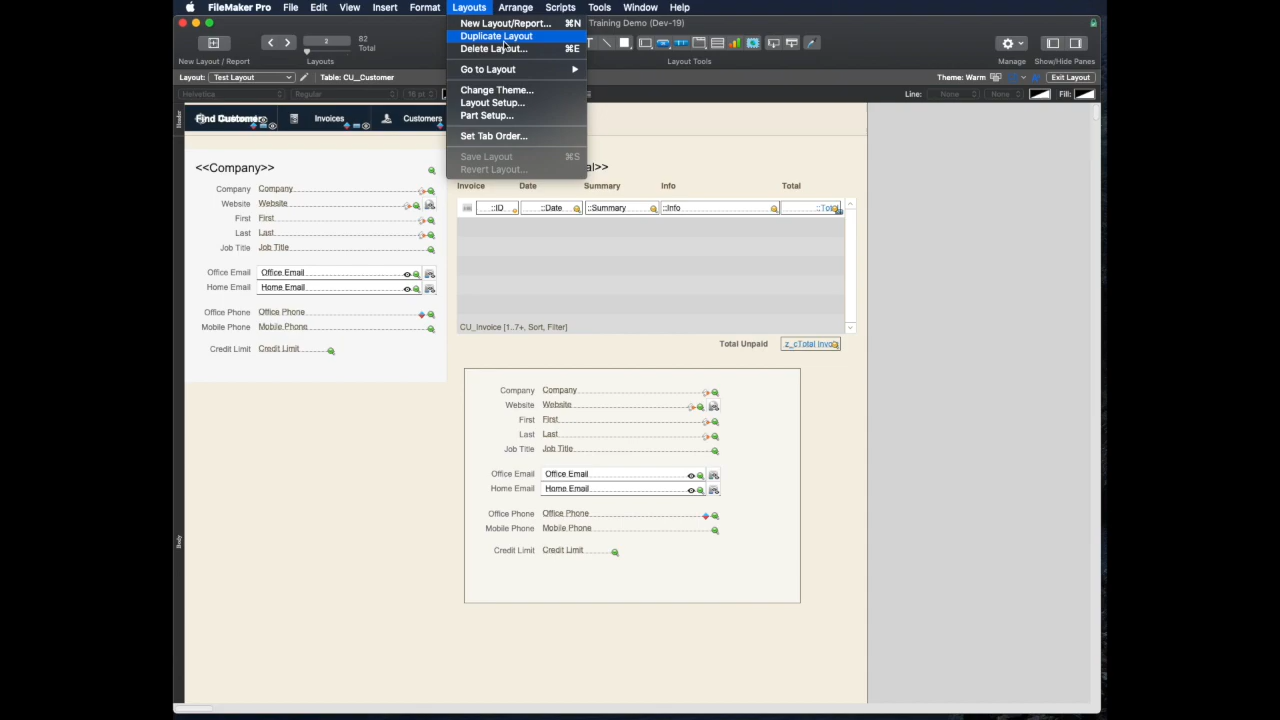 FileMaker Pro File Edit View Insert Format Layouts Arrange Scripts Tools Window Help
Training Demo (Dev-19)
New Layout/Report... ⌘N
Duplicate Layout
Delete Layout... ⌘E
Go to Layout
Change Theme...
Layout Setup...
Part Setup...
Set Tab Order...
Save Layout ⌘S
Revert Layout...
2
82
Total
New Layout / Report
Layouts
Layout Tools
Manage
Show/Hide Panes
Layout: Test Layout Table: CU__Customer
Theme: Warm
Exit Layout
Helvetica Regular 16 pt
Line: None None Fill:
Header
Find Customer
Invoices
Customers
<<Company>>
Company Company
Website Website
First First
Last Last
Job Title Job Title
Office Email Office Email
Home Email Home Email
Office Phone Office Phone
Mobile Phone Mobile Phone
Credit Limit Credit Limit
al>>
Invoice Date Summary Info Total
::ID ::Date ::Summary ::Info ::Total
CU_Invoice [1..7+, Sort, Filter]
Total Unpaid
Company Company
Website Website
First First
Last Last
Job Title Job Title
Office Email Office Email
Home Email Home Email
Office Phone Office Phone
Mobile Phone Mobile Phone
Credit Limit Credit Limit
Body